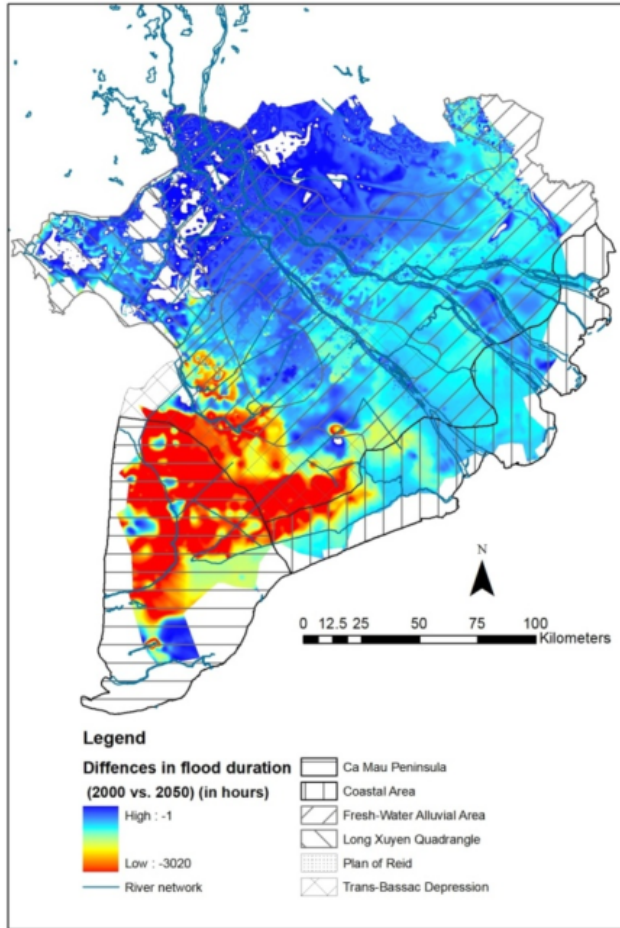 N
0 12.5 25 50 75 100
Kilometers
Legend
Diffences in flood duration
(2000 vs. 2050) (in hours)
High : -1
Low : -3020
River network
Ca Mau Peninsula
Coastal Area
Fresh-Water Alluvial Area
Long Xuyen Quadrangle
Plan of Reid
Trans-Bassac Depression